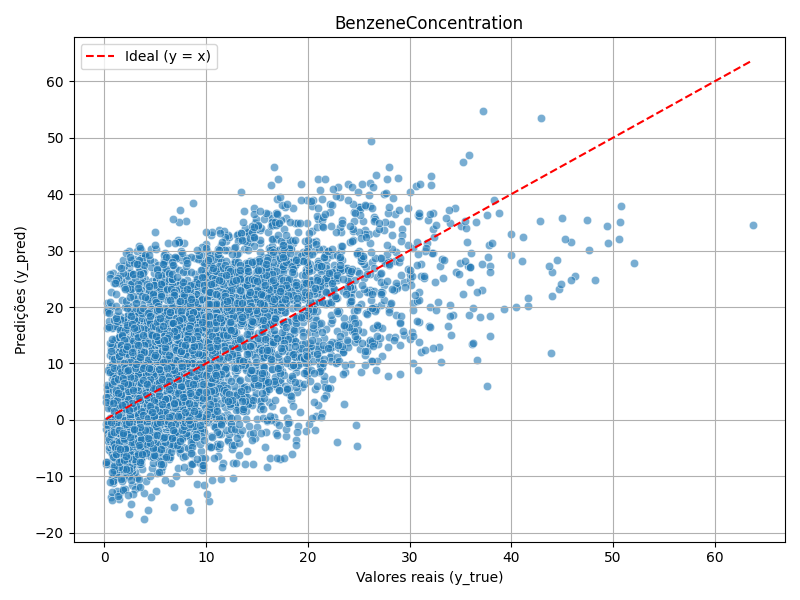 BenzeneConcentration
Ideal (y = x)
Predições (y_pred)
60
50
40
30
20
10
0
−10
−20
0 10 20 30 40 50 60
Valores reais (y_true)